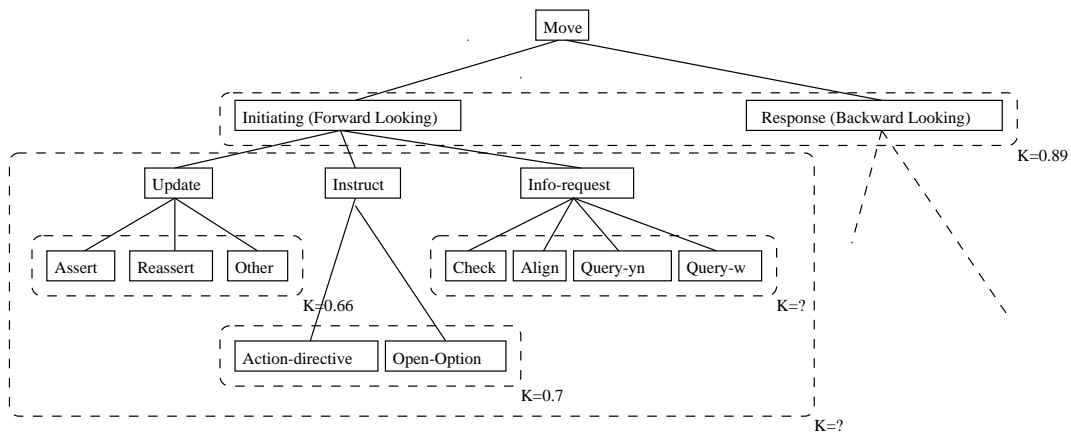 Move
Initiating (Forward Looking)
Response (Backward Looking)
K=0.89
Update
Instruct
Info-request
Assert
Reassert
Other
Check
Align
Query-yn
Query-w
K=0.66
K=?
Action-directive
Open-Option
K=0.7
K=?